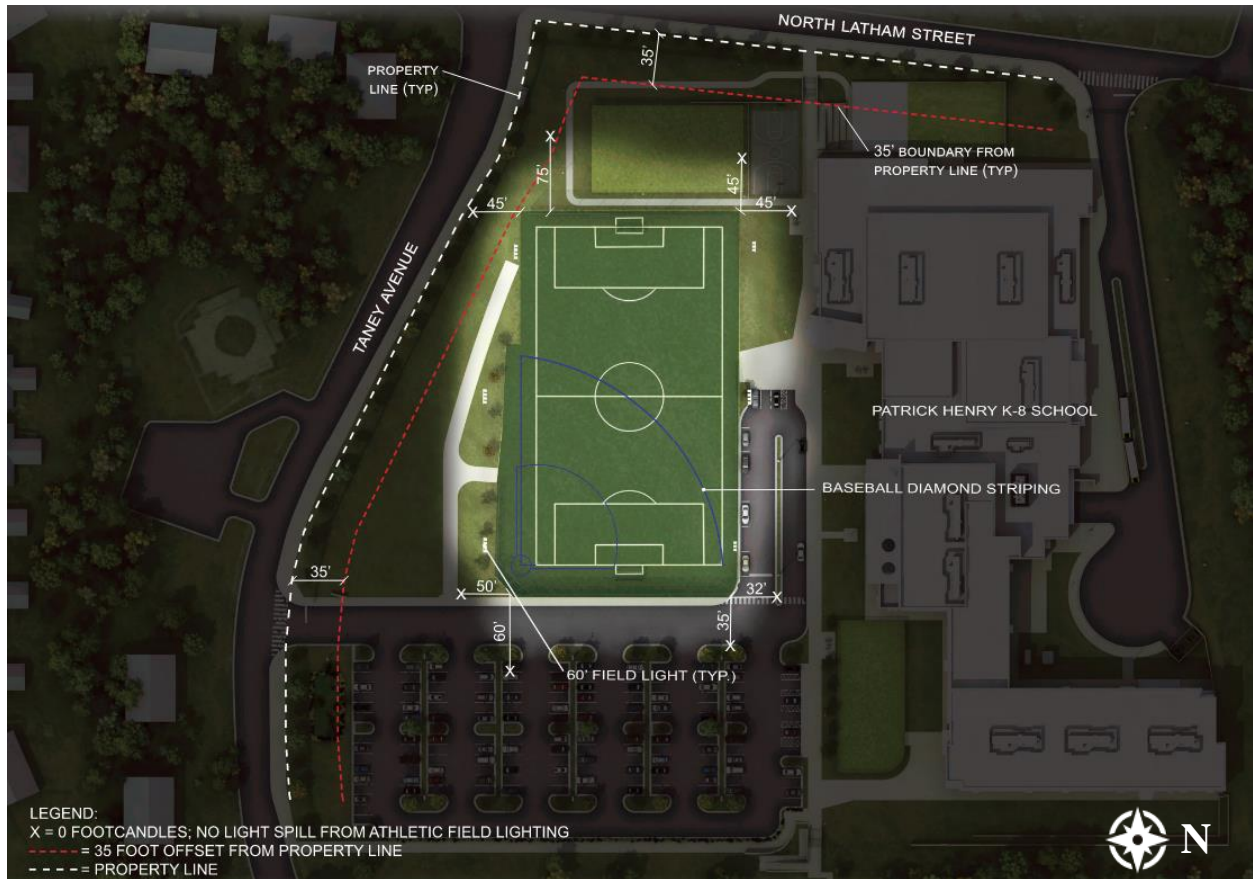 NORTH LATHAM STREET
35'
PROPERTY
LINE (TYP)
35' BOUNDARY FROM
PROPERTY LINE (TYP)
75'
45'
45'
45'
TANEY AVENUE
PATRICK HENRY K-8 SCHOOL
BASEBALL DIAMOND STRIPING
35'
50'
32'
60'
35'
60' FIELD LIGHT (TYP.)
LEGEND:
X = 0 FOOTCANDLES; NO LIGHT SPILL FROM ATHLETIC FIELD LIGHTING
= 35 FOOT OFFSET FROM PROPERTY LINE
= PROPERTY LINE
N